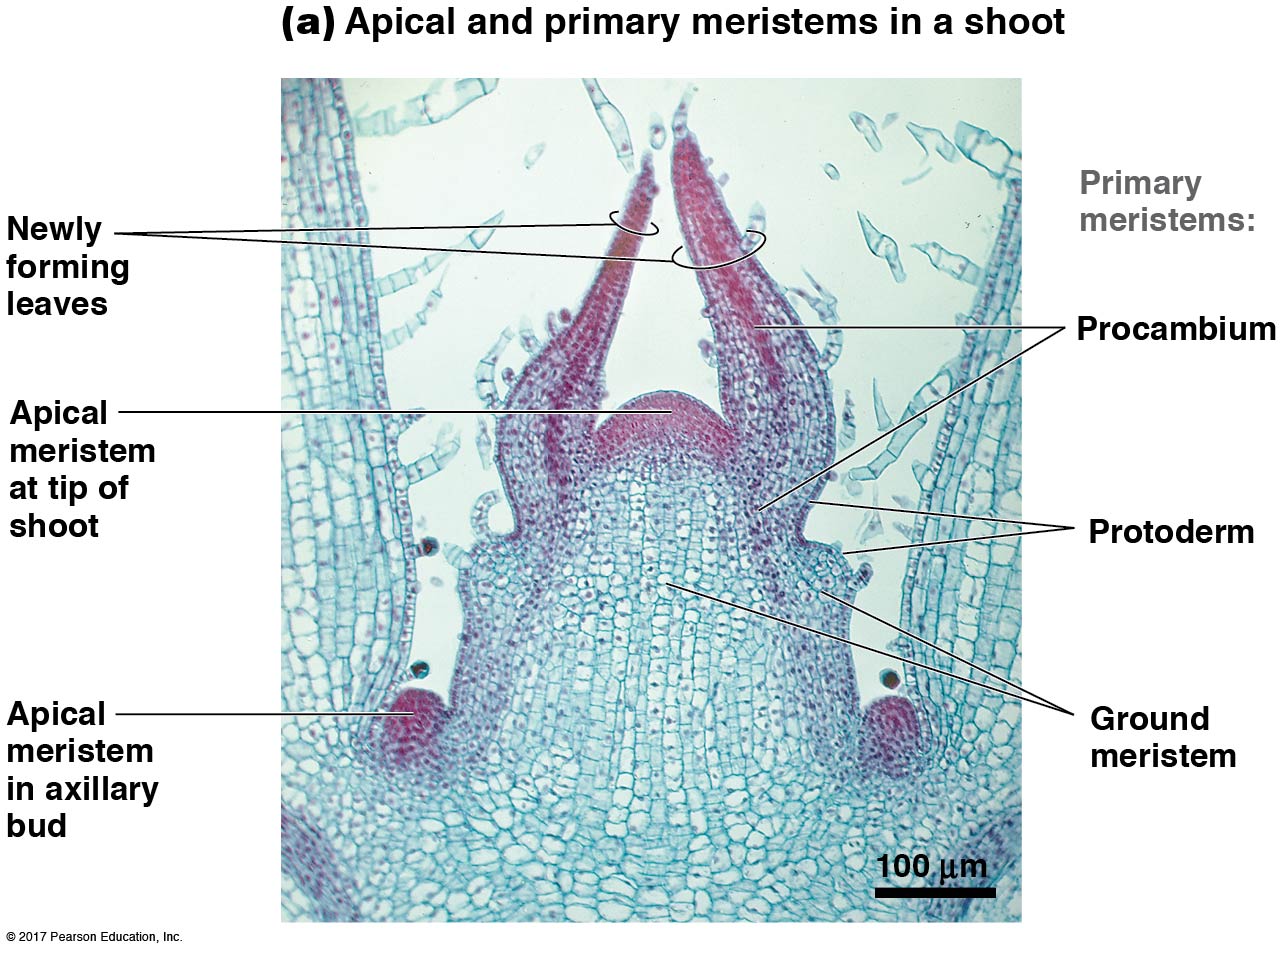 (a) Apical and primary meristems in a shoot
Newly
forming
leaves
Apical
meristem
at tip of
shoot
Apical
meristem
in axillary
bud
Primary
meristems:
Procambium
Protoderm
Ground
meristem
100 μm
© 2017 Pearson Education, Inc.